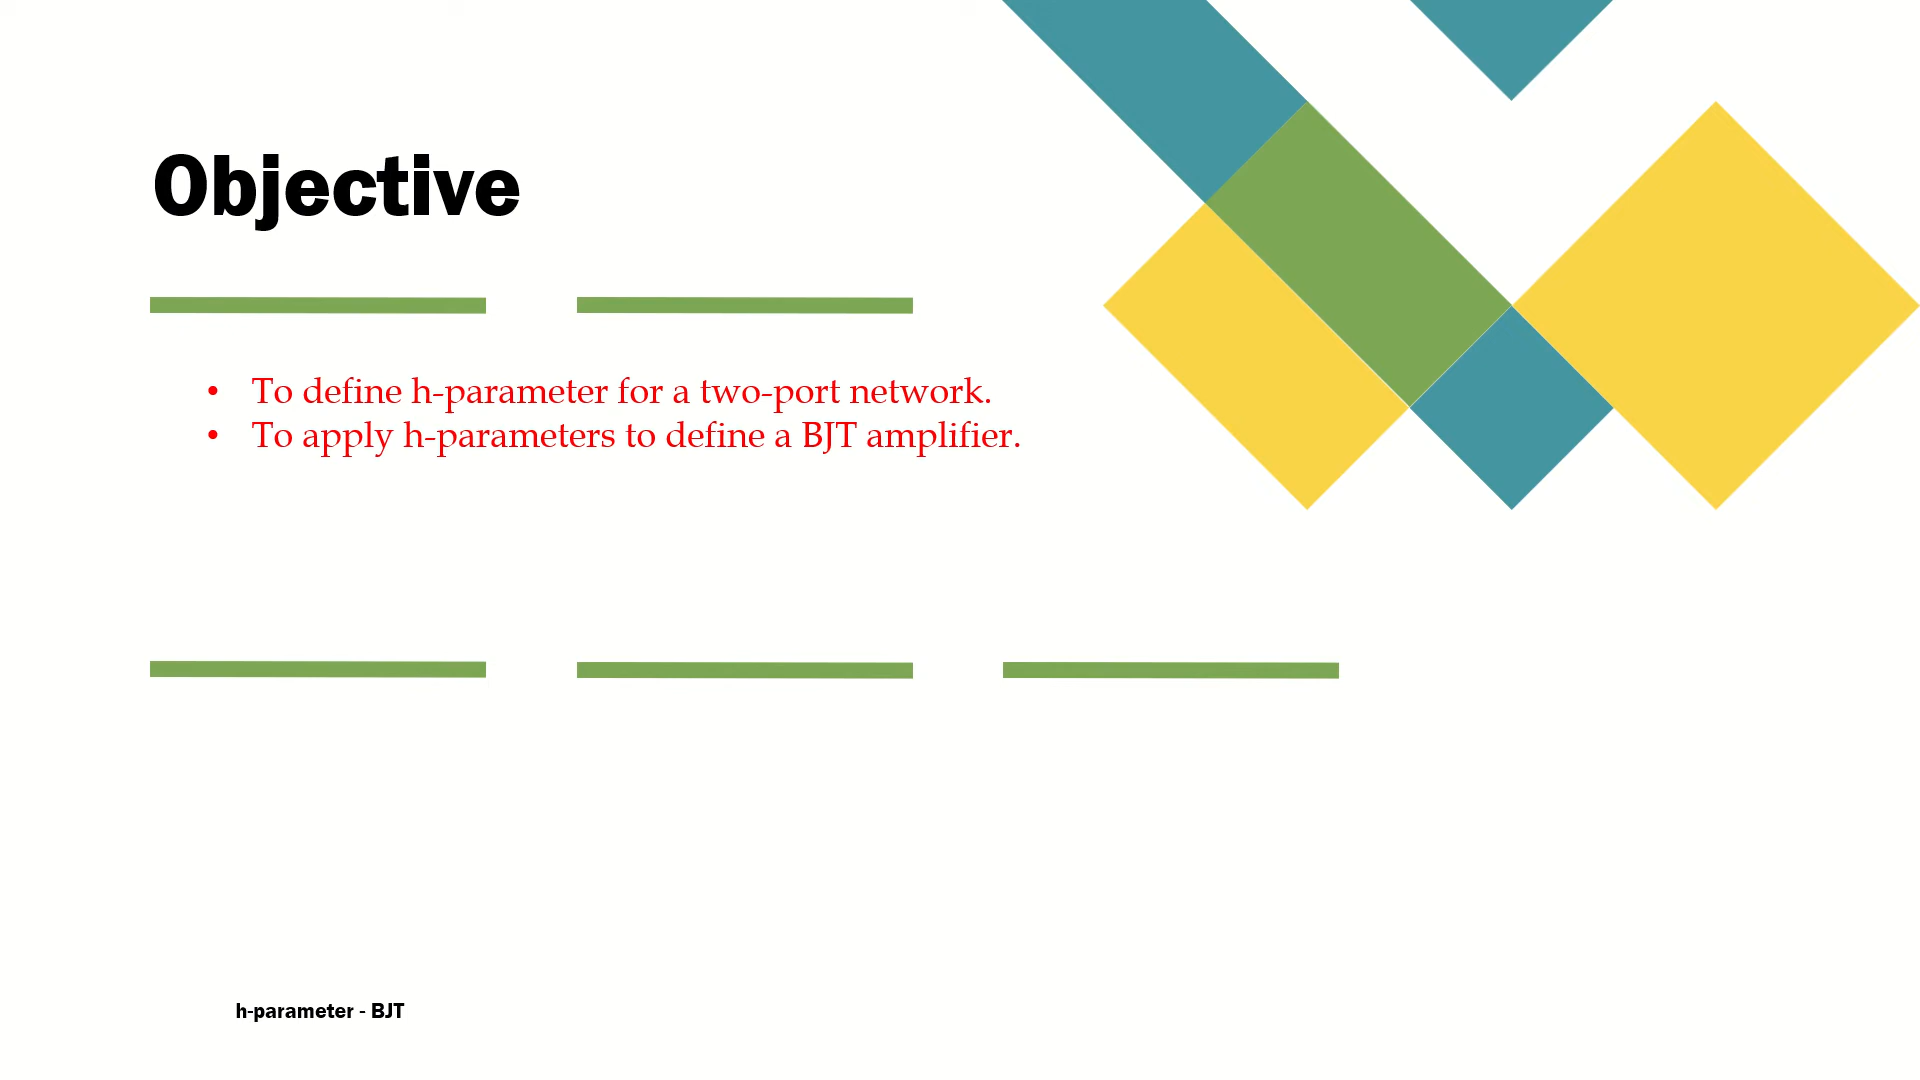 Objective
• To define h-parameter for a two-port network.
• To apply h-parameters to define a BJT amplifier.
h-parameter - BJT